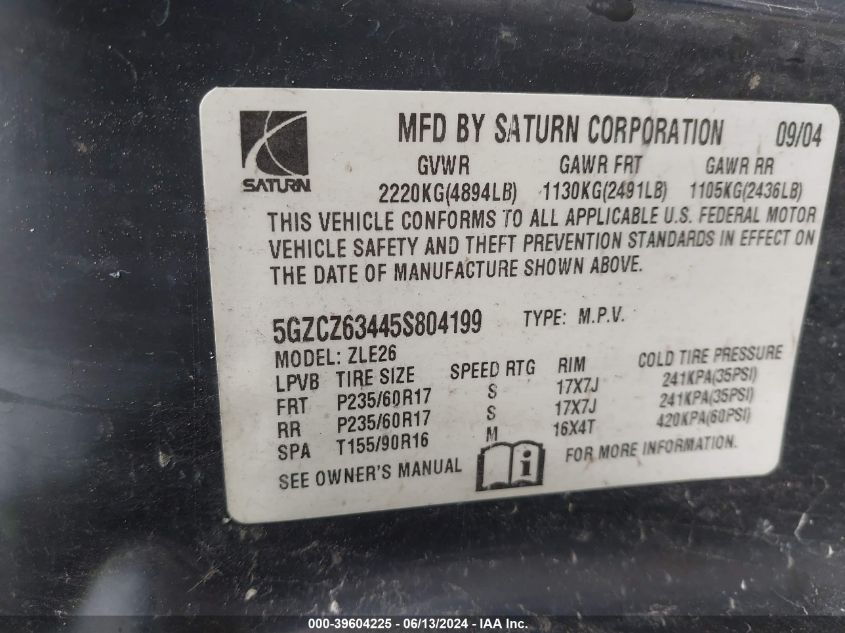 MFD BY SATURN CORPORATION 09/04
SATURN
GVWR GAWR FRT GAWR RR
2220KG(4894LB) 1130KG(2491LB) 1105KG(2436LB)
THIS VEHICLE CONFORMS TO ALL APPLICABLE U.S. FEDERAL MOTOR
VEHICLE SAFETY AND THEFT PREVENTION STANDARDS IN EFFECT ON
THE DATE OF MANUFACTURE SHOWN ABOVE.
5GZCZ63445S804199 TYPE: M.P.V.
MODEL: ZLE26
LPVB TIRE SIZE SPEED RTG RIM COLD TIRE PRESSURE
FRT P235/60R17 S 17X7J 241KPA(35PSI)
RR P235/60R17 S 17X7J 241KPA(35PSI)
SPA T155/90R16 M 16X4T 420KPA(60PSI)
SEE OWNER'S MANUAL i FOR MORE INFORMATION.
000-39604225 - 06/13/2024 - IAA Inc.